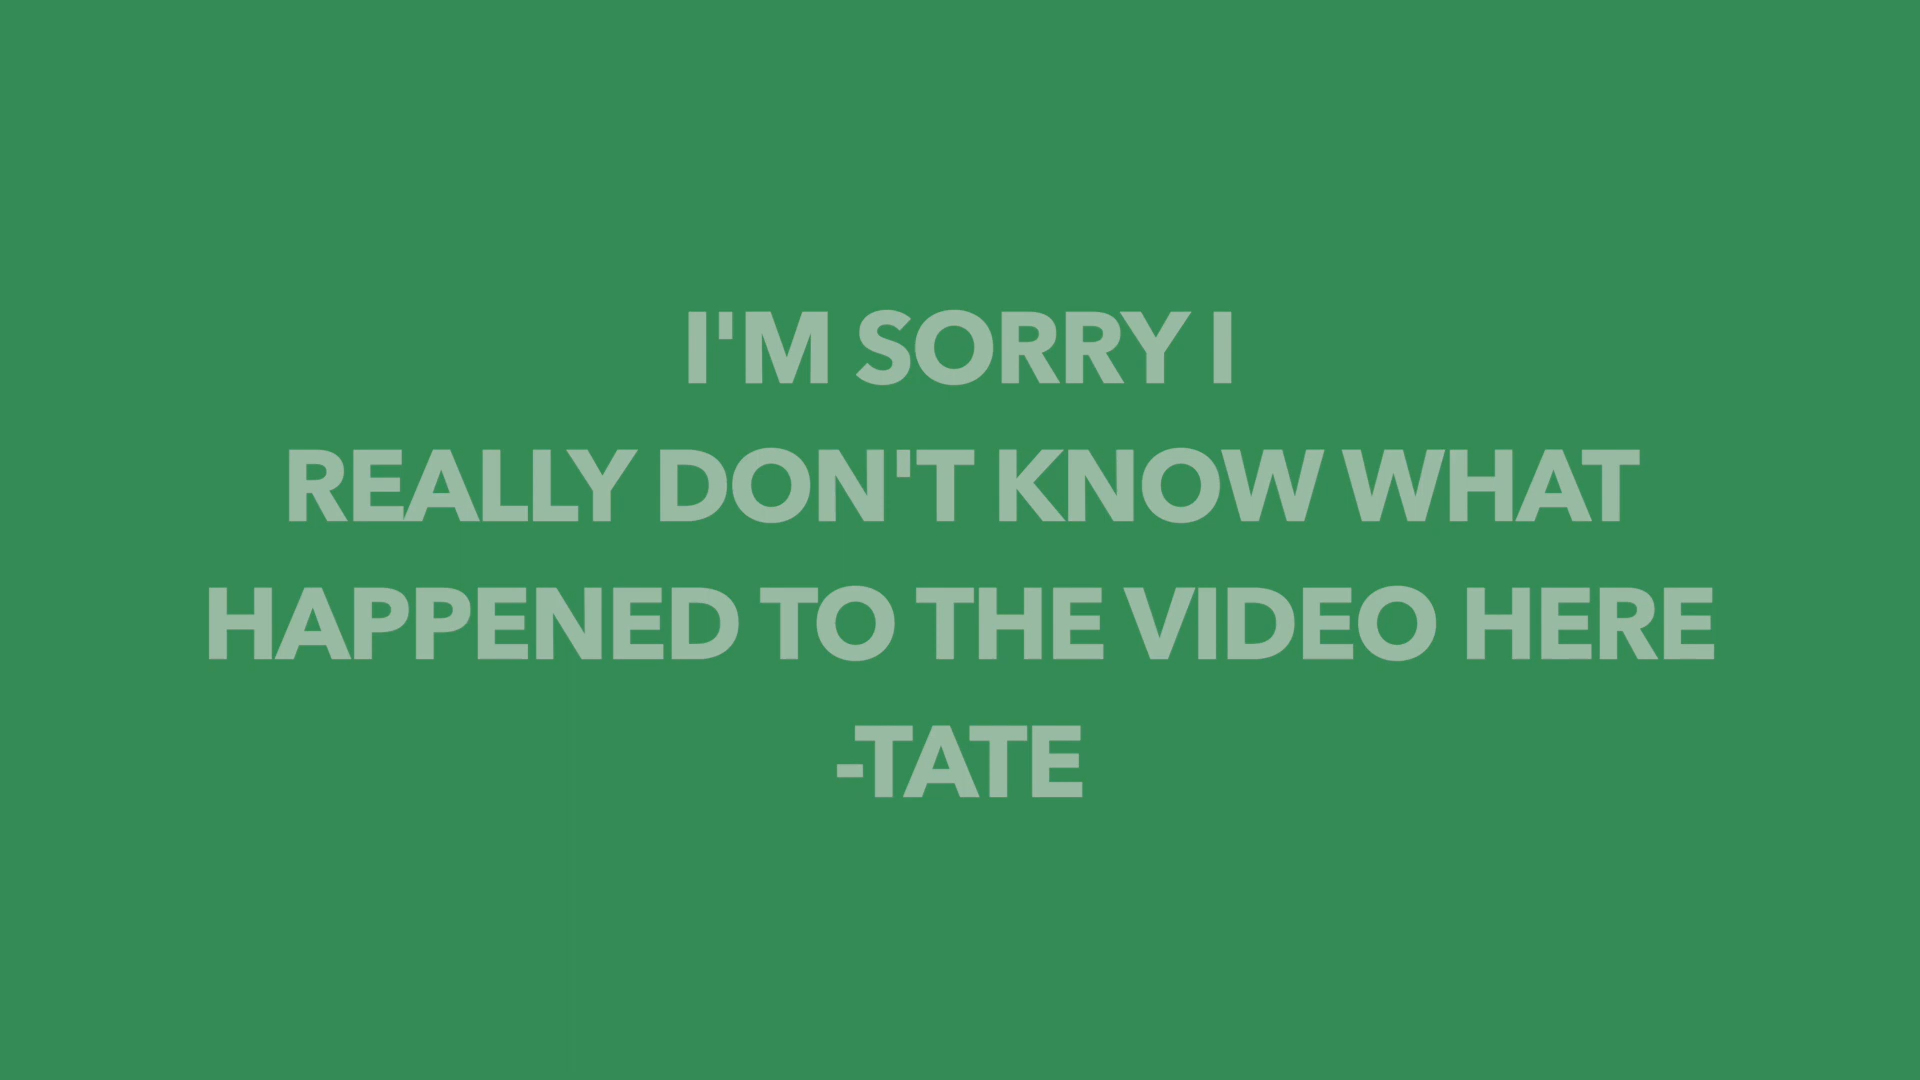 I'M SORRY I
REALLY DON'T KNOW WHAT
HAPPENED TO THE VIDEO HERE
-TATE